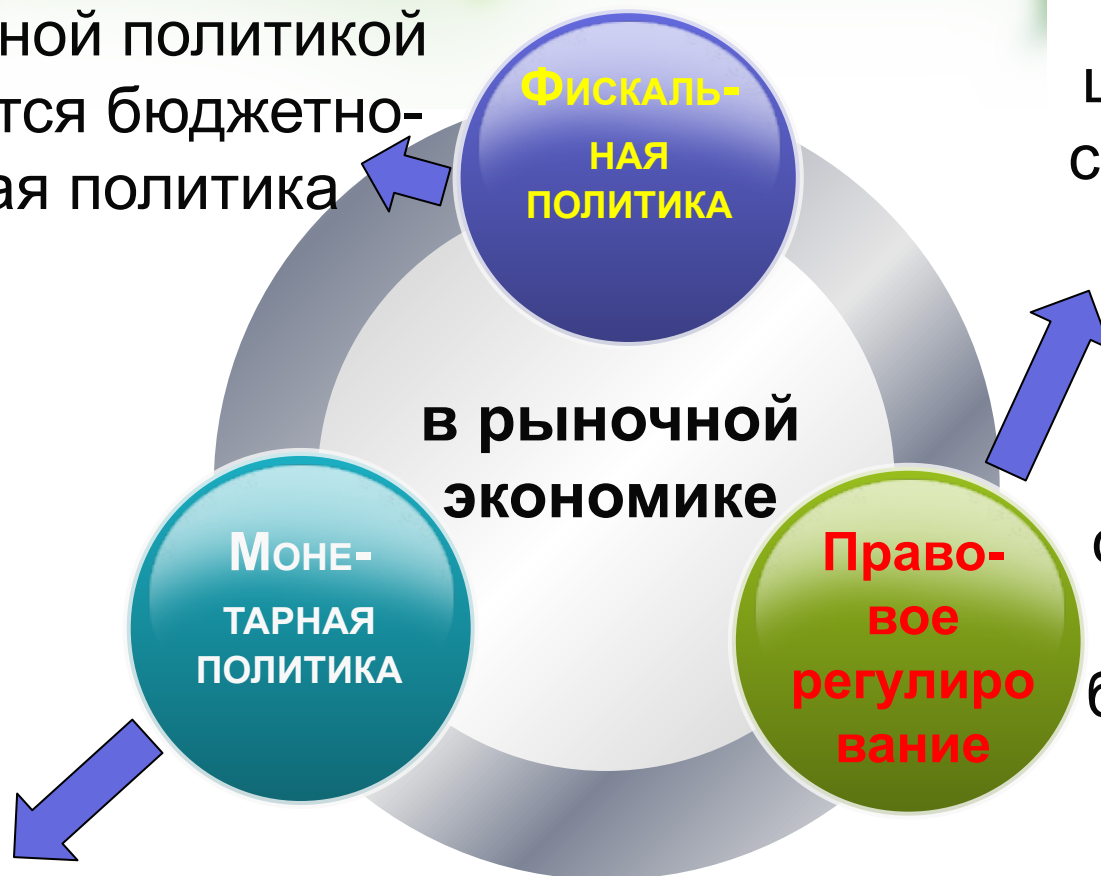 ной политикой
тся бюджетно-
ая политика
Фискаль-
ная
политика
в рыночной
экономике
Моне-
тарная
политика
Право-
вое
регулиро
вание